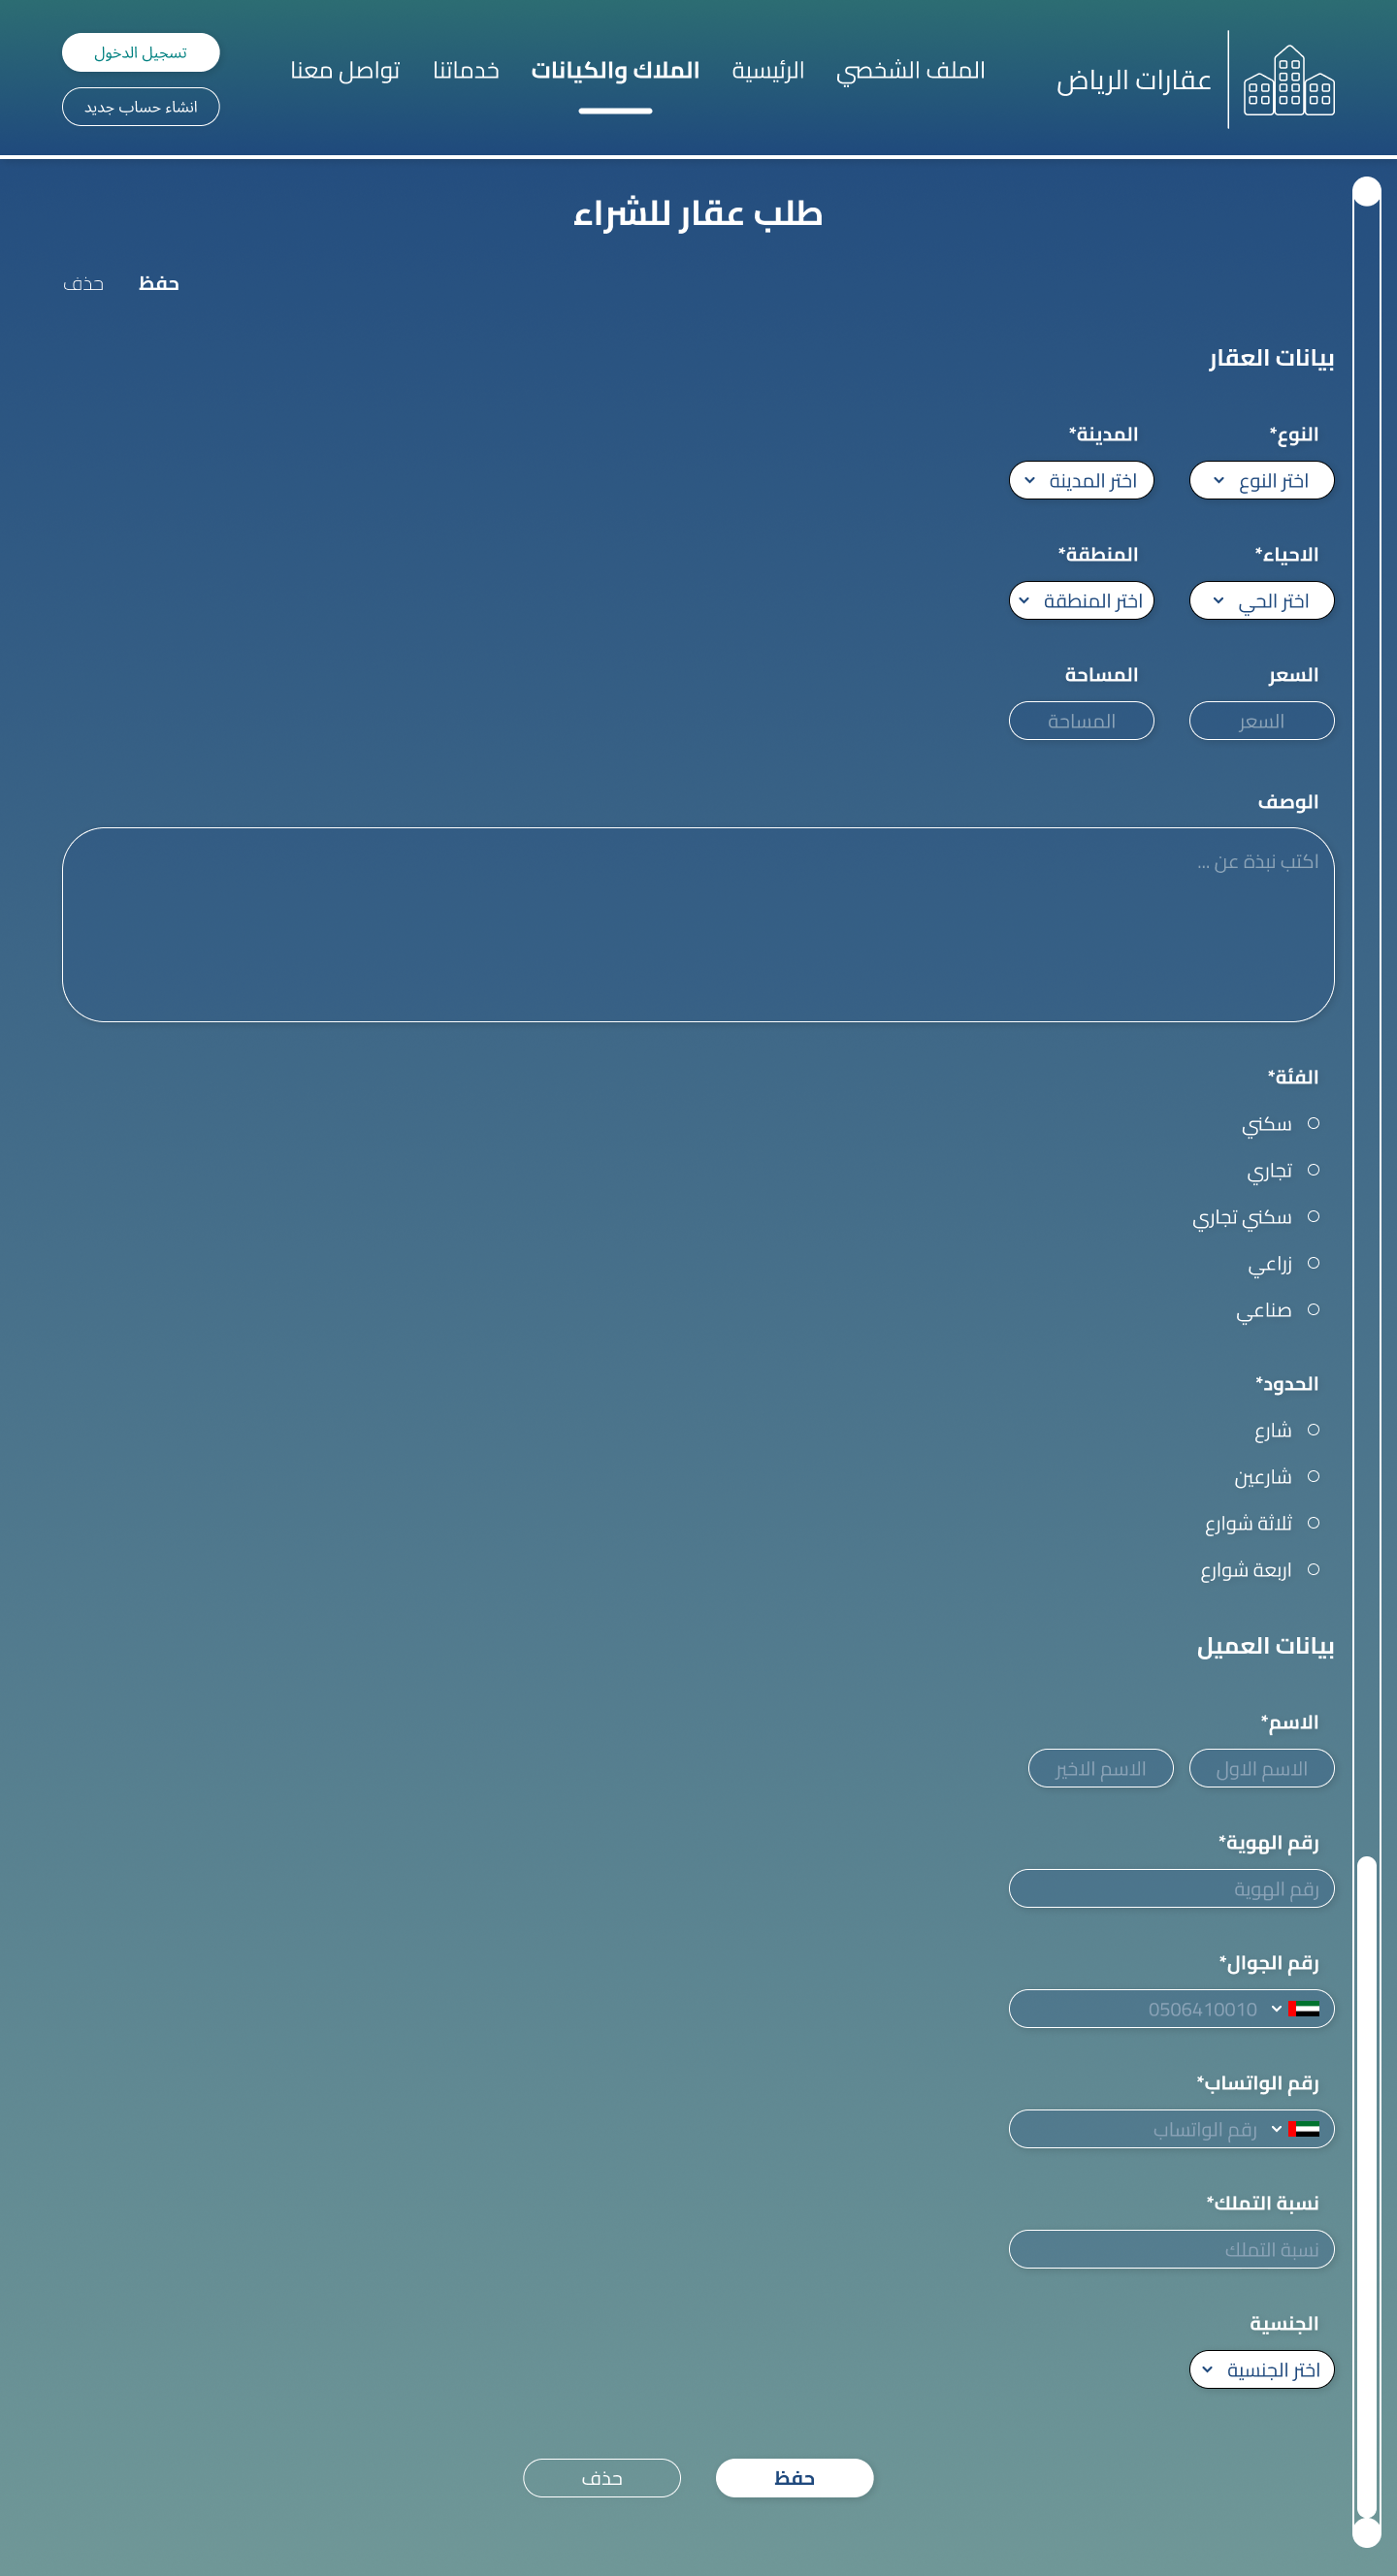 عقارات الرياض
الملف الشخصي
الرئيسية
الملاك والكيانات
خدماتنا
تواصل معنا
تسجيل الدخول
انشاء حساب جديد
طلب عقار للشراء
حفظ
حذف
بيانات العقار
النوع*
المدينة*
اختر النوع
اختر المدينة
الاحياء*
المنطقة*
اختر الحي
اختر المنطقة
السعر
المساحة
السعر
المساحة
الوصف
اكتب نبذة عن ...
الفئة*
سكني
تجاري
سكني تجاري
زراعي
صناعي
الحدود*
شارع
شارعين
ثلاثة شوارع
اربعة شوارع
بيانات العميل
الاسم*
الاسم الاول
الاسم الاخير
رقم الهوية*
رقم الهوية
رقم الجوال*
0506410010
رقم الواتساب*
رقم الواتساب
نسبة التملك*
نسبة التملك
الجنسية
اختر الجنسية
حفظ
حذف